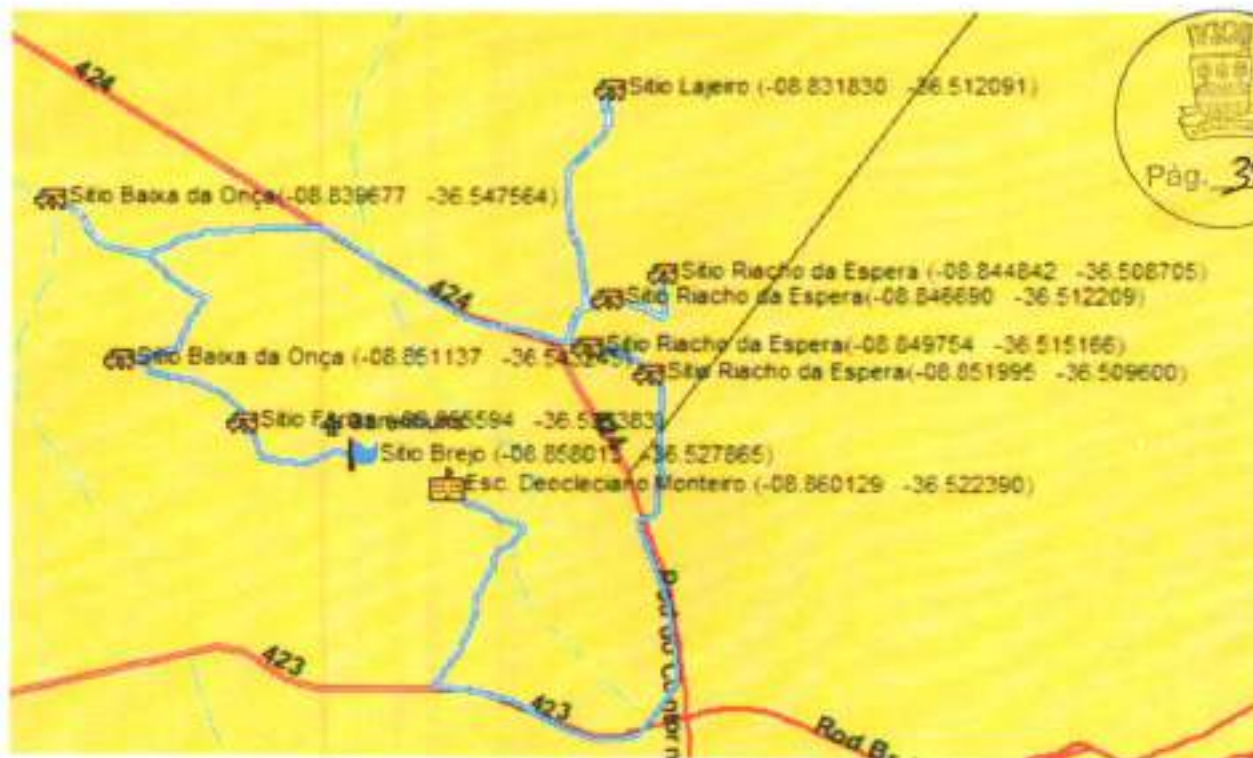 424
Sitio Lajeiro (-08.831830 -36.512091)
Pág. 3
Sitio Baixa da Onça(-08.839677 -36.547564)
Sitio Riacho da Espera (-08.844842 -36.508705)
424
Sitio Riacho da Espera(-08.846690 -36.512209)
Sitio Riacho da Espera(-08.849754 -36.515166)
Sitio Baixa da Onça (-08.851137
Sitio Riacho da Espera(-08.851995 -36.509600)
Sitio
Sitio Brejo (-08.858013 -36.527865)
Esc. Deocleciano Monteiro (-08.860129 -36.522390)
423
423
Rod